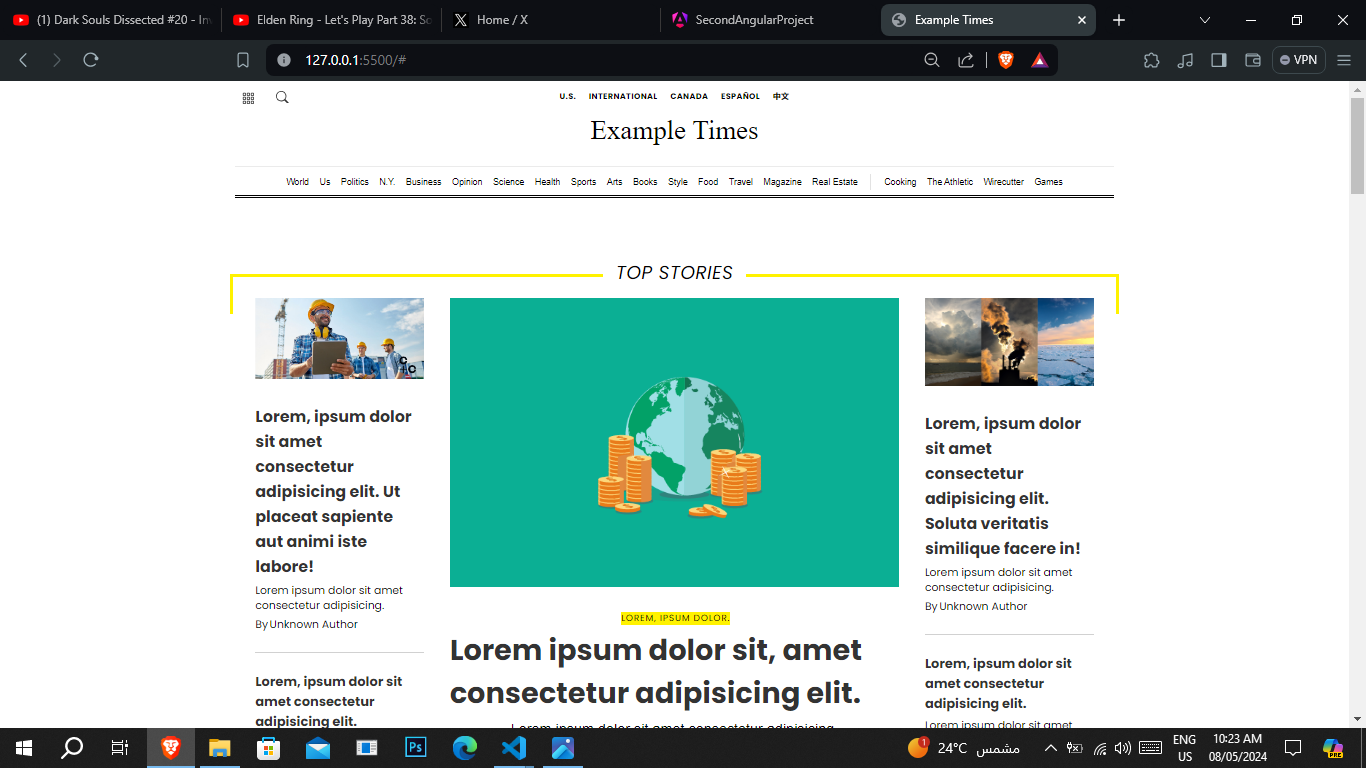 (1) Dark Souls Dissected #20 - In
Elden Ring - Let's Play Part 38: So
Home / X
SecondAngularProject
Example Times
127.0.0.1:5500/#
VPN
U.S. INTERNATIONAL CANADA ESPAÑOL 中文
Example Times
World Us Politics N.Y. Business Opinion Science Health Sports Arts Books Style Food Travel Magazine Real Estate Cooking The Athletic Wirecutter Games
TOP STORIES
Lorem, ipsum dolor
sit amet
consectetur
adipisicing elit. Ut
placeat sapiente
aut animi iste
labore!
Lorem ipsum dolor sit amet
consectetur adipisicing.
By Unknown Author
Lorem, ipsum dolor sit
amet consectetur
adipisicing elit.
LOREM, IPSUM DOLOR.
Lorem ipsum dolor sit, amet
consectetur adipisicing elit.
Lorem ipsum dolor sit amet consectetur adipisicing
Lorem, ipsum dolor
sit amet
consectetur
adipisicing elit.
Soluta veritatis
similique facere in!
Lorem ipsum dolor sit amet
consectetur adipisicing.
By Unknown Author
Lorem, ipsum dolor sit
amet consectetur
adipisicing elit.
Lorem ipsum dolor sit amet
Ps
1
24°C مشمس
ENG
US
10:23 AM
08/05/2024
PRE